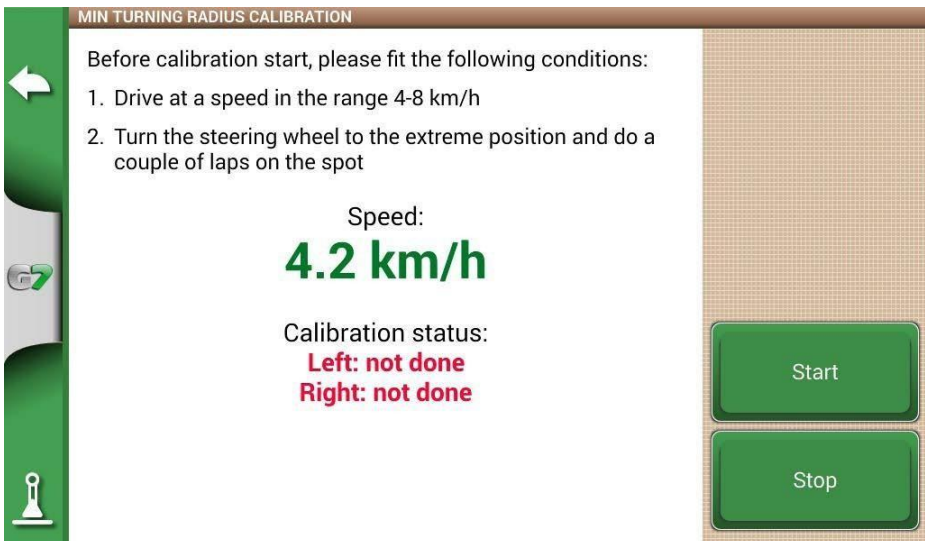 MIN TURNING RADIUS CALIBRATION
Before calibration start, please fit the following conditions:
1. Drive at a speed in the range 4-8 km/h
2. Turn the steering wheel to the extreme position and do a
couple of laps on the spot
Speed:
4.2 km/h
G7
Calibration status:
Left: not done
Right: not done
Start
Stop